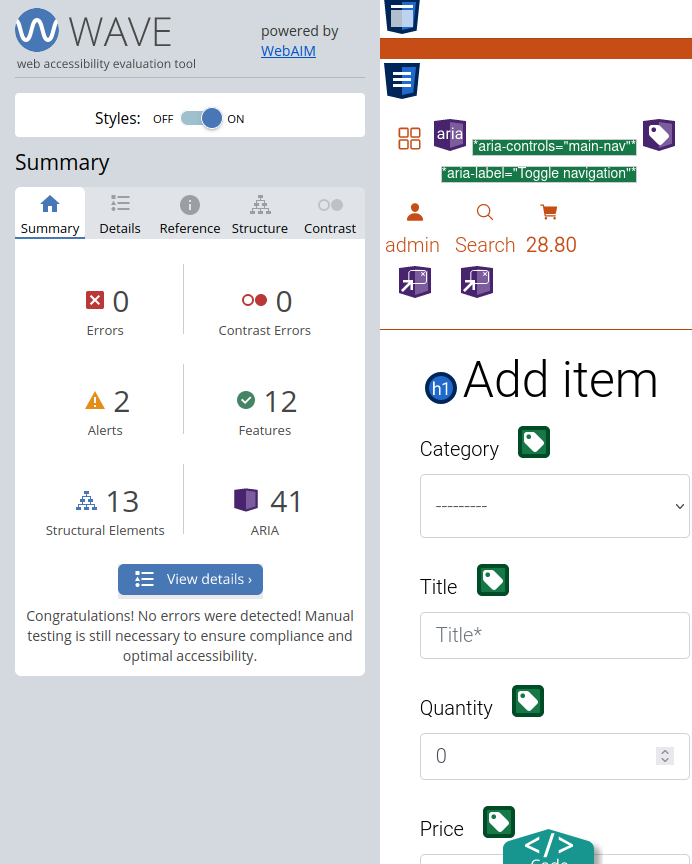 WAVE
web accessibility evaluation tool
powered by
WebAIM
Styles: OFF ON
Summary
Summary Details Reference Structure Contrast
0
Errors
0
Contrast Errors
2
Alerts
12
Features
13
Structural Elements
41
ARIA
View details ›
Congratulations! No errors were detected! Manual
testing is still necessary to ensure compliance and
optimal accessibility.
aria
*aria-controls="main-nav"*
*aria-label="Toggle navigation"*
admin Search 28.80
h1 Add item
Category
---------
Title
Title*
Quantity
0
Price
</>
Code